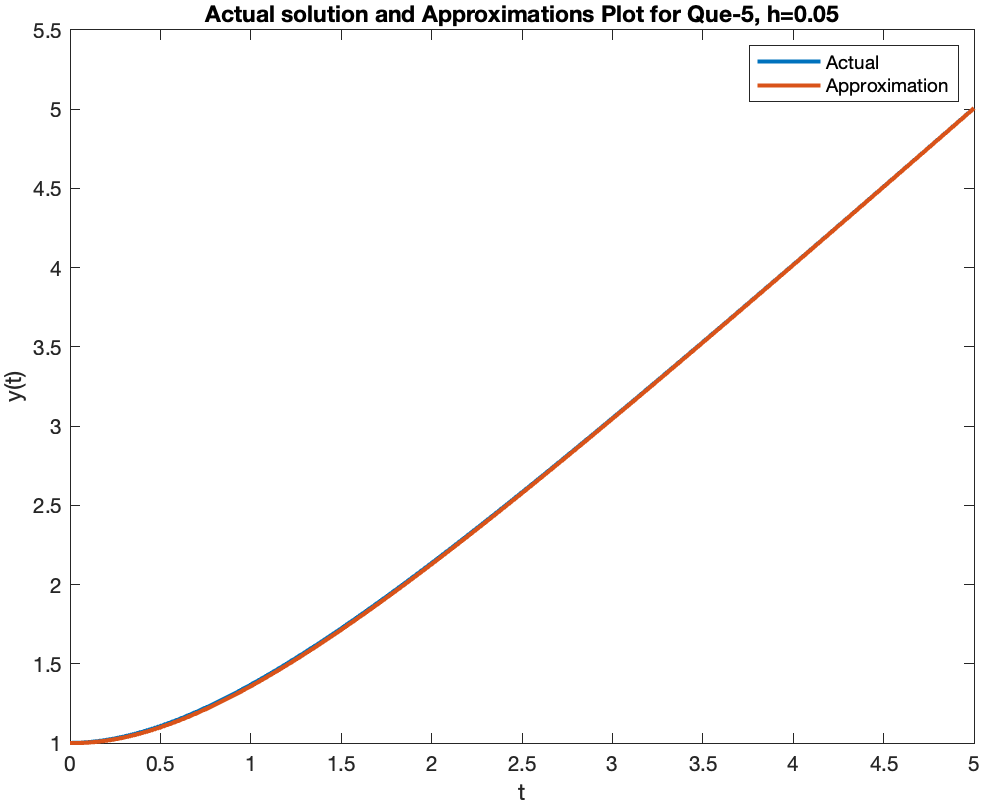 Actual solution and Approximations Plot for Que-5, h=0.05
Actual
Approximation
5.5
5
4.5
4
3.5
3
2.5
2
1.5
1
y(t)
0 0.5 1 1.5 2 2.5 3 3.5 4 4.5 5
t